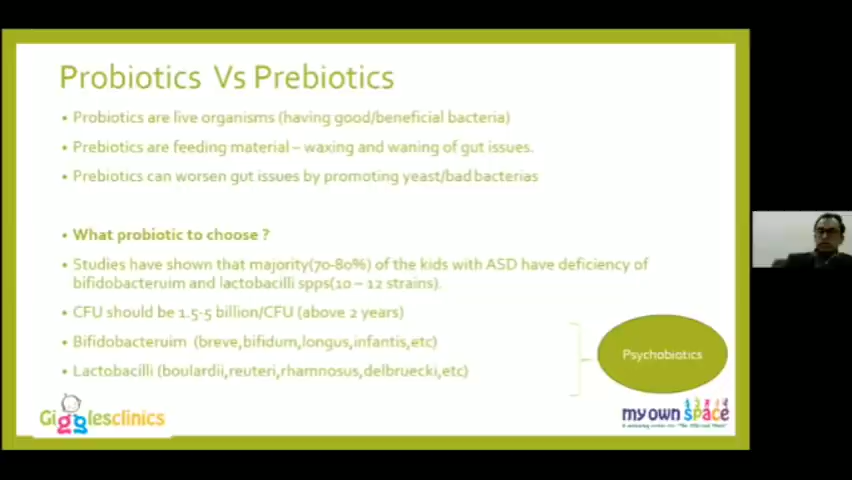 Probiotics Vs Prebiotics
• Probiotics are live organisms (having good/beneficial bacteria)
• Prebiotics are feeding material – waxing and waning of gut issues.
• Prebiotics can worsen gut issues by promoting yeast/bad bacterias
• What probiotic to choose ?
• Studies have shown that majority(70-80%) of the kids with ASD have deficiency of
bifidobacteruim and lactobacilli spps(10 – 12 strains).
• CFU should be 1.5-5 billion/CFU (above 2 years)
• Bifidobacteruim (breve,bifidum,longus,infantis,etc)
• Lactobacilli (boulardii,reuteri,rhamnosus,delbruecki,etc)
Psychobiotics
Gigglesclinics
my own space